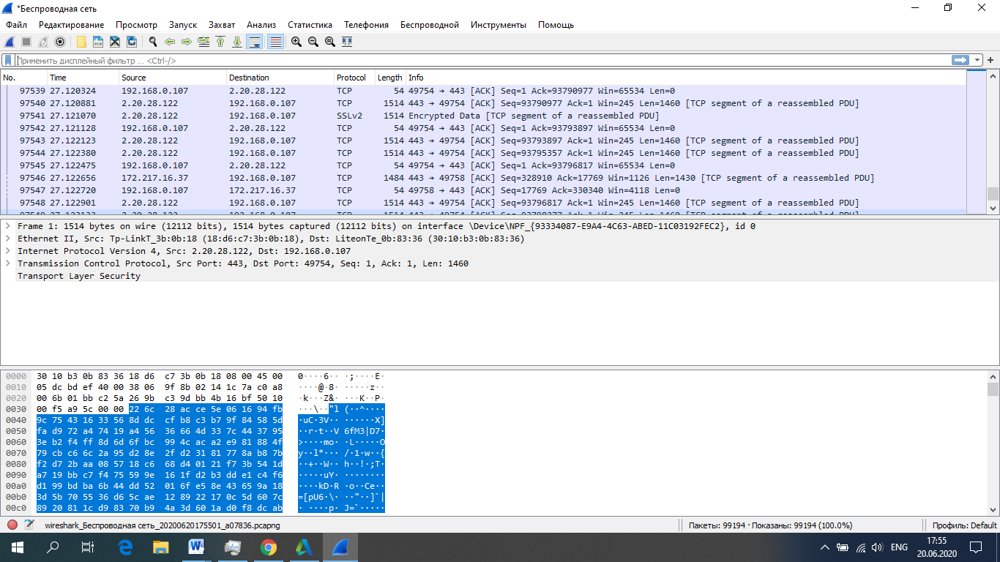 *Беспроводная сеть
Файл Редактирование Просмотр Запуск Захват Анализ Статистика Телефония Беспроводной Инструменты Помощь
Применить дисплейный фильтр ... <Ctrl-/>
No. Time Source Destination Protocol Length Info
97539 27.120324 192.168.0.107 2.20.28.122 TCP 54 49754 → 443 [ACK] Seq=1 Ack=93790977 Win=65534 Len=0
97540 27.120881 2.20.28.122 192.168.0.107 TCP 1514 443 → 49754 [ACK] Seq=93790977 Ack=1 Win=245 Len=1460 [TCP segment of a reassembled PDU]
97541 27.121070 2.20.28.122 192.168.0.107 SSLv2 1514 Encrypted Data [TCP segment of a reassembled PDU]
97542 27.121128 192.168.0.107 2.20.28.122 TCP 54 49754 → 443 [ACK] Seq=1 Ack=93793897 Win=65534 Len=0
97543 27.122123 2.20.28.122 192.168.0.107 TCP 1514 443 → 49754 [ACK] Seq=93793897 Ack=1 Win=245 Len=1460 [TCP segment of a reassembled PDU]
97544 27.122380 2.20.28.122 192.168.0.107 TCP 1514 443 → 49754 [ACK] Seq=93795357 Ack=1 Win=245 Len=1460 [TCP segment of a reassembled PDU]
97545 27.122475 192.168.0.107 2.20.28.122 TCP 54 49754 → 443 [ACK] Seq=1 Ack=93796817 Win=65534 Len=0
97546 27.122656 172.217.16.37 192.168.0.107 TCP 1484 443 → 49758 [ACK] Seq=328910 Ack=17769 Win=1126 Len=1430 [TCP segment of a reassembled PDU]
97547 27.122720 192.168.0.107 172.217.16.37 TCP 54 49758 → 443 [ACK] Seq=17769 Ack=330340 Win=4118 Len=0
97548 27.122901 2.20.28.122 192.168.0.107 TCP 1514 443 → 49754 [ACK] Seq=93796817 Ack=1 Win=245 Len=1460 [TCP segment of a reassembled PDU]
Frame 1: 1514 bytes on wire (12112 bits), 1514 bytes captured (12112 bits) on interface \Device\NPF_{93334087-E9A4-4C63-ABED-11C03192FEC2}, id 0
Ethernet II, Src: Tp-LinkT_3b:0b:18 (18:d6:c7:3b:0b:18), Dst: LiteonTe_0b:83:36 (30:10:b3:0b:83:36)
Internet Protocol Version 4, Src: 2.20.28.122, Dst: 192.168.0.107
Transmission Control Protocol, Src Port: 443, Dst Port: 49754, Seq: 1, Ack: 1, Len: 1460
Transport Layer Security
0000 30 10 b3 0b 83 36 18 d6 c7 3b 0b 18 08 00 45 00 0····6·· ·;····E·
0010 05 dc bd ef 40 00 38 06 9f 8b 02 14 1c 7a c0 a8 ····@·8· ·····z··
0020 00 6b 01 bb c2 5a 26 9b c3 9d bb 4b 16 bf 50 10 ·k···Z&· ···K··P·
0030 00 f5 a9 5c 00 00 22 6c 28 ac ce 5e 06 16 94 fb ···\··"l (··^····
0040 9c 75 43 16 33 56 8d dc cf b8 c3 b7 9f 84 58 5d ·uC·3V·· ······X]
0050 fa d9 72 a4 74 19 a4 56 36 66 4d 33 7c 44 37 95 ··r·t··V 6fM3|D7·
0060 3e b2 f4 ff 8d 6d 6f bc 99 4c ac a2 e9 81 88 4f >····mo· ·L·····O
0070 79 cb c6 6c 2a 95 d2 8e 2f d2 31 81 77 8a b8 7b y··l*··· /·1·w··{
0080 f2 d7 2b aa 08 57 18 c6 68 d4 01 21 f7 3b 54 1d ··+··W·· h··!·;T·
0090 a7 19 bb c7 f4 75 59 9e 16 1f d2 b3 dd e1 c4 f6 ·····uY· ········
00a0 d1 99 bd ba 6b 44 dd 52 01 6f e5 8e 43 65 9a 18 ····kD·R ·o··Ce··
00b0 3d 5b 70 55 36 d6 5c ae 12 89 22 17 0c 5d 60 7c =[pU6·\· ··"··]`|
00c0 89 20 81 1c d9 83 70 b9 4a 3d 60 1a d0 f8 dc ab · ····p· J=`·····
wireshark_Беспроводная сеть_20200620175501_a07836.pcapng Пакеты: 99194 · Показаны: 99194 (100.0%) Профиль: Default
ENG 17:55
20.06.2020